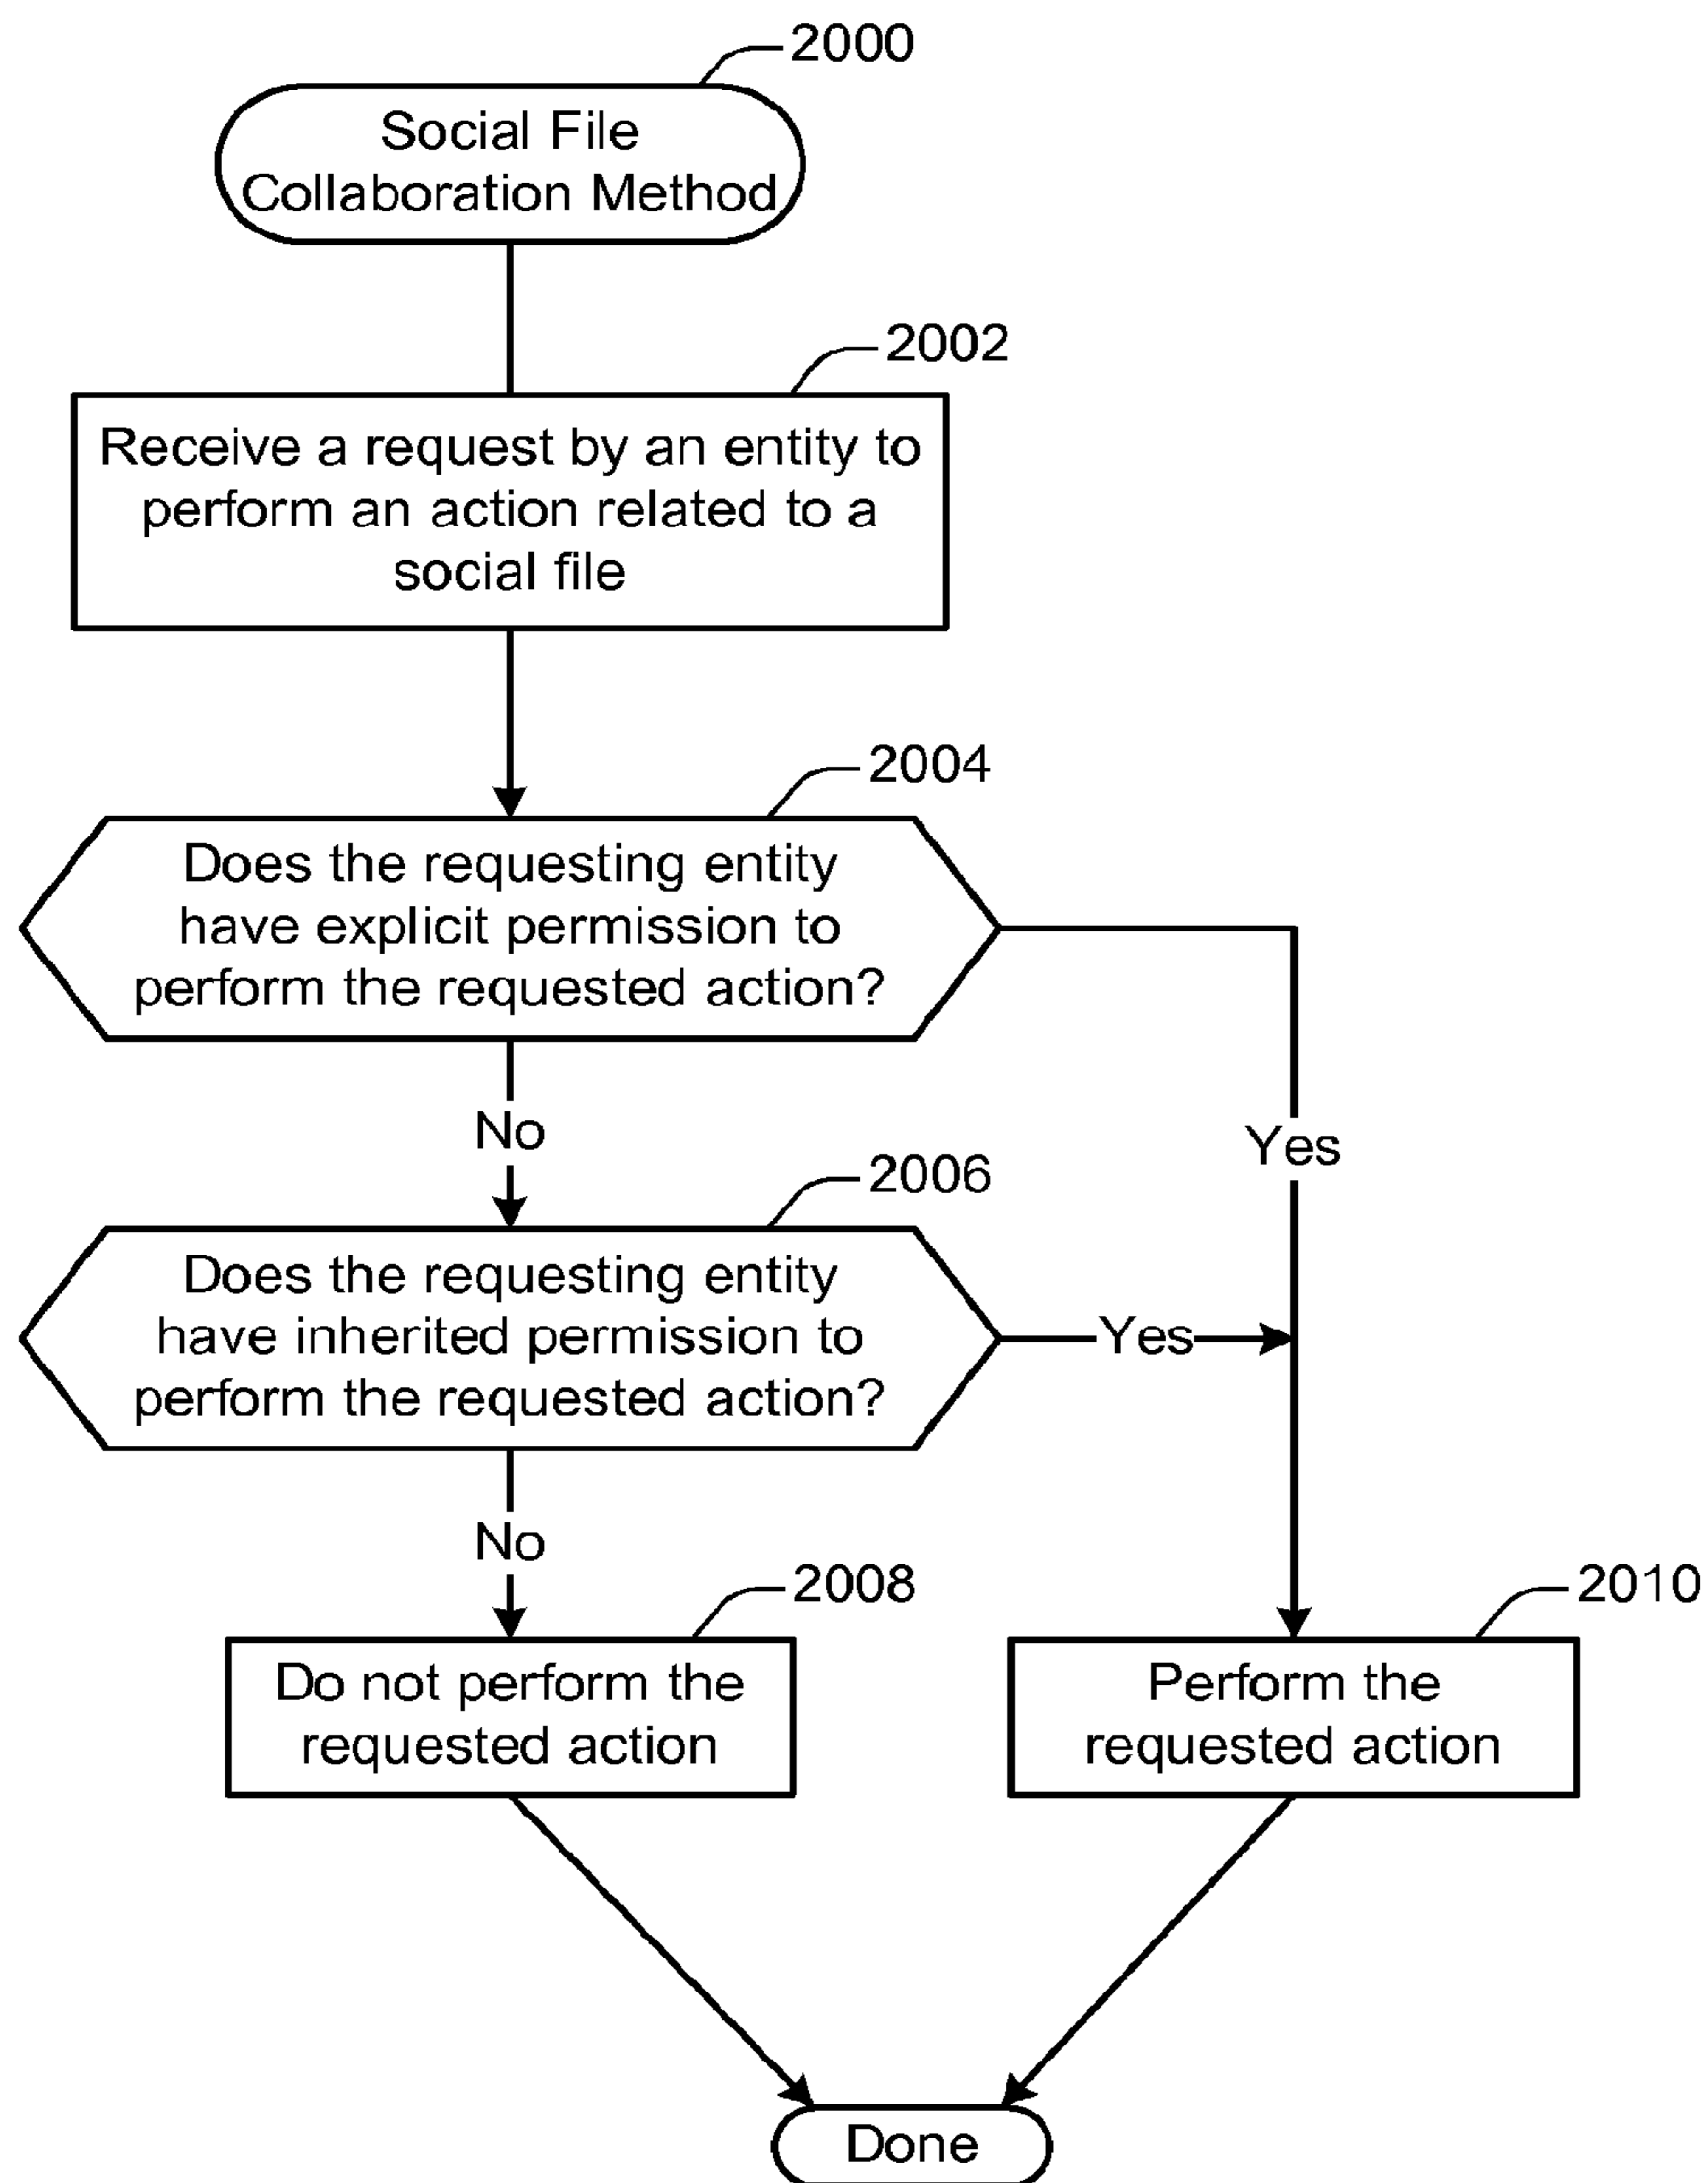 2000
Social File
Collaboration Method
2002
Receive a request by an entity to
perform an action related to a
social file
2004
Does the requesting entity
have explicit permission to
perform the requested action?
No
Yes
2006
Does the requesting entity
have inherited permission to
perform the requested action?
Yes
No
2008
Do not perform the
requested action
2010
Perform the
requested action
Done